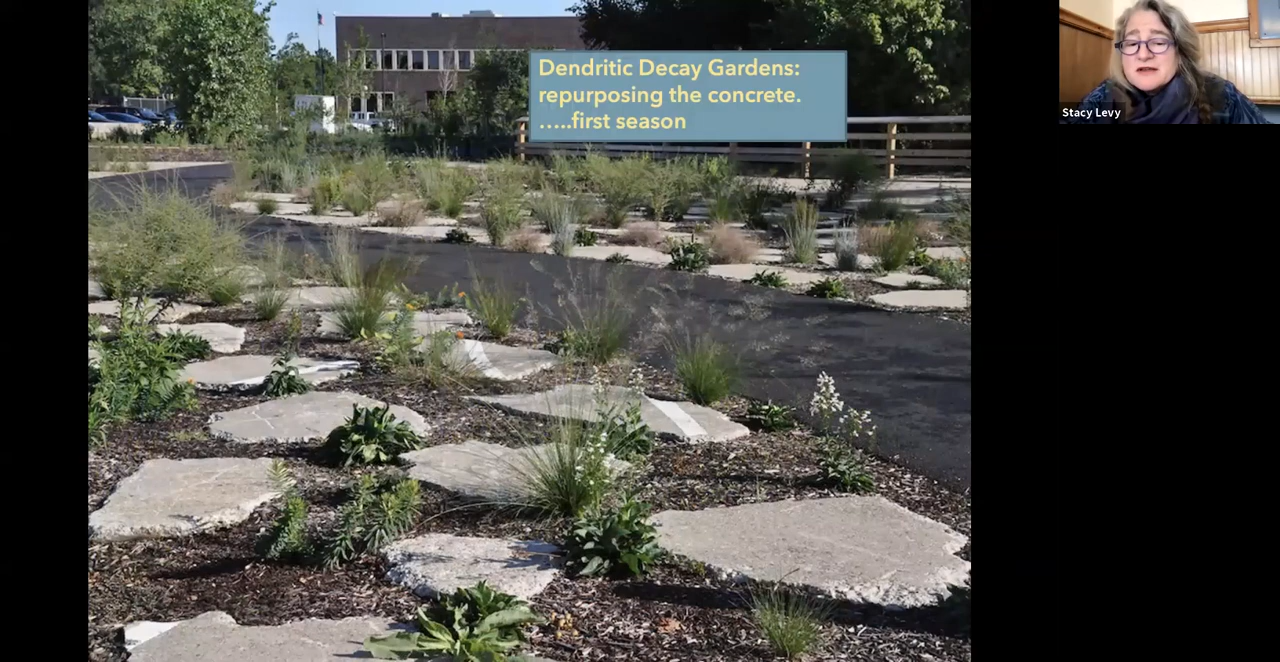 Dendritic Decay Gardens:
repurposing the concrete.
.....first season
Stacy Levy